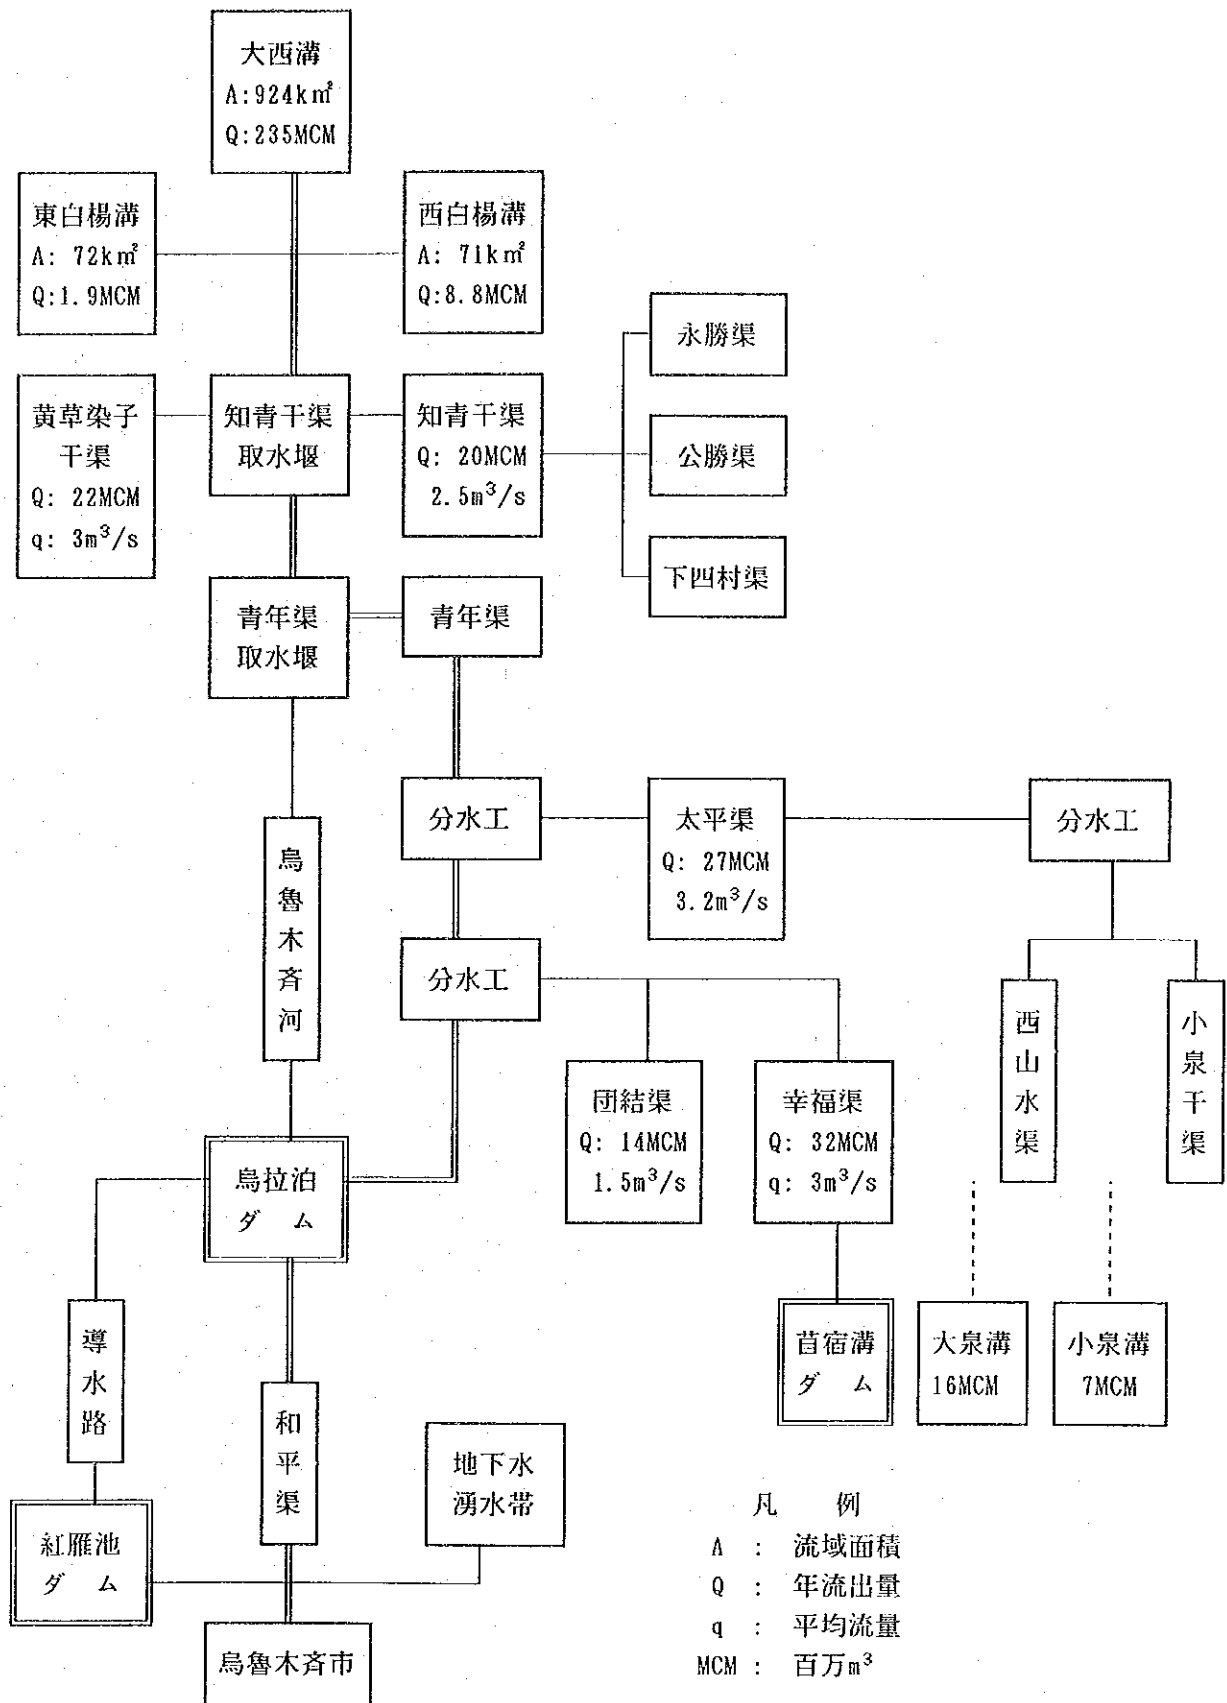 大西溝
A:924km²
Q:235MCM
東白楊溝
A: 72km²
Q:1.9MCM
西白楊溝
A: 71km²
Q:8.8MCM
永勝渠
黄草染子
干渠
Q: 22MCM
q: 3m³/s
知青干渠
取水堰
知青干渠
Q: 20MCM
2.5m³/s
公勝渠
下四村渠
青年渠
取水堰
青年渠
分水工
太平渠
Q: 27MCM
3.2m³/s
分水工
烏魯木斉河
分水工
西山水渠
小泉干渠
団結渠
Q: 14MCM
1.5m³/s
幸福渠
Q: 32MCM
q: 3m³/s
烏拉泊
ダム
導水路
苜宿溝
ダム
大泉溝
16MCM
小泉溝
7MCM
和平渠
地下水
湧水帯
紅雁池
ダム
烏魯木斉市
凡 例
A : 流域面積
Q : 年流出量
q : 平均流量
MCM : 百万m³